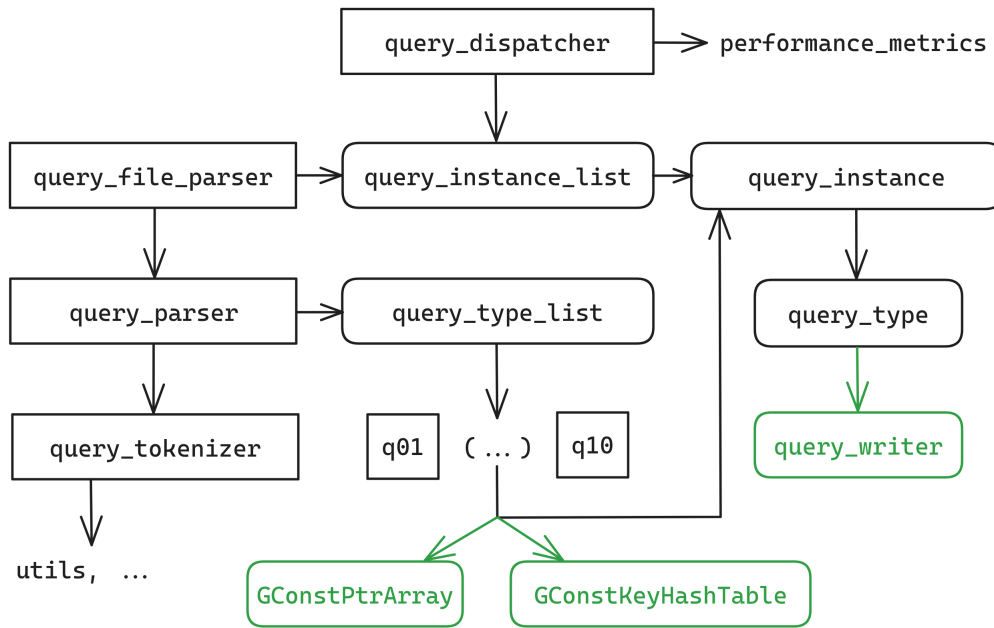 query_dispatcher
performance_metrics
query_file_parser
query_instance_list
query_instance
query_parser
query_type_list
query_type
query_tokenizer
q01
(...)
q10
query_writer
utils, ...
GConstPtrArray
GConstKeyHashTable